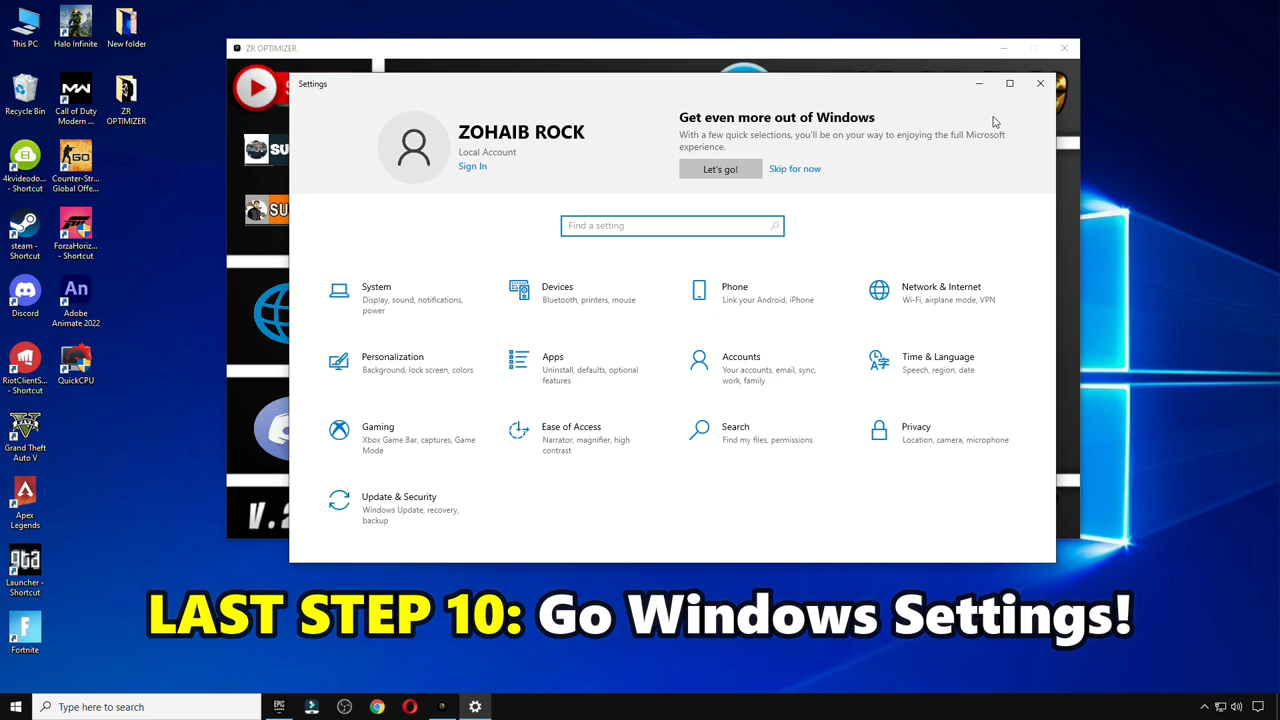 This PC
Halo Infinite
New folder
Recycle Bin
Call of Duty
Modern ...
ZR
OPTIMIZER
4kvideodo...
- Shortcut
Counter-Str...
Global Offe...
steam -
Shortcut
ForzaHoriz...
- Shortcut
Discord
An
Adobe
Animate 2022
RiotClientS...
- Shortcut
QuickCPU
Grand Theft
Auto V
Apex
Legends
gta
Launcher -
Shortcut
Fortnite
ZR OPTIMIZER
SU
SU
V.2
Settings
ZOHAIB ROCK
Local Account
Sign In
Get even more out of Windows
With a few quick selections, you'll be on your way to enjoying the full Microsoft
experience.
Let's go!
Skip for now
Find a setting
System
Display, sound, notifications,
power
Devices
Bluetooth, printers, mouse
Phone
Link your Android, iPhone
Network & Internet
Wi-Fi, airplane mode, VPN
Personalization
Background, lock screen, colors
Apps
Uninstall, defaults, optional
features
Accounts
Your accounts, email, sync,
work, family
Time & Language
Speech, region, date
Gaming
Xbox Game Bar, captures, Game
Mode
Ease of Access
Narrator, magnifier, high
contrast
Search
Find my files, permissions
Privacy
Location, camera, microphone
Update & Security
Windows Update, recovery,
backup
LAST STEP 10: Go Windows Settings!
Type here to search
EPIC